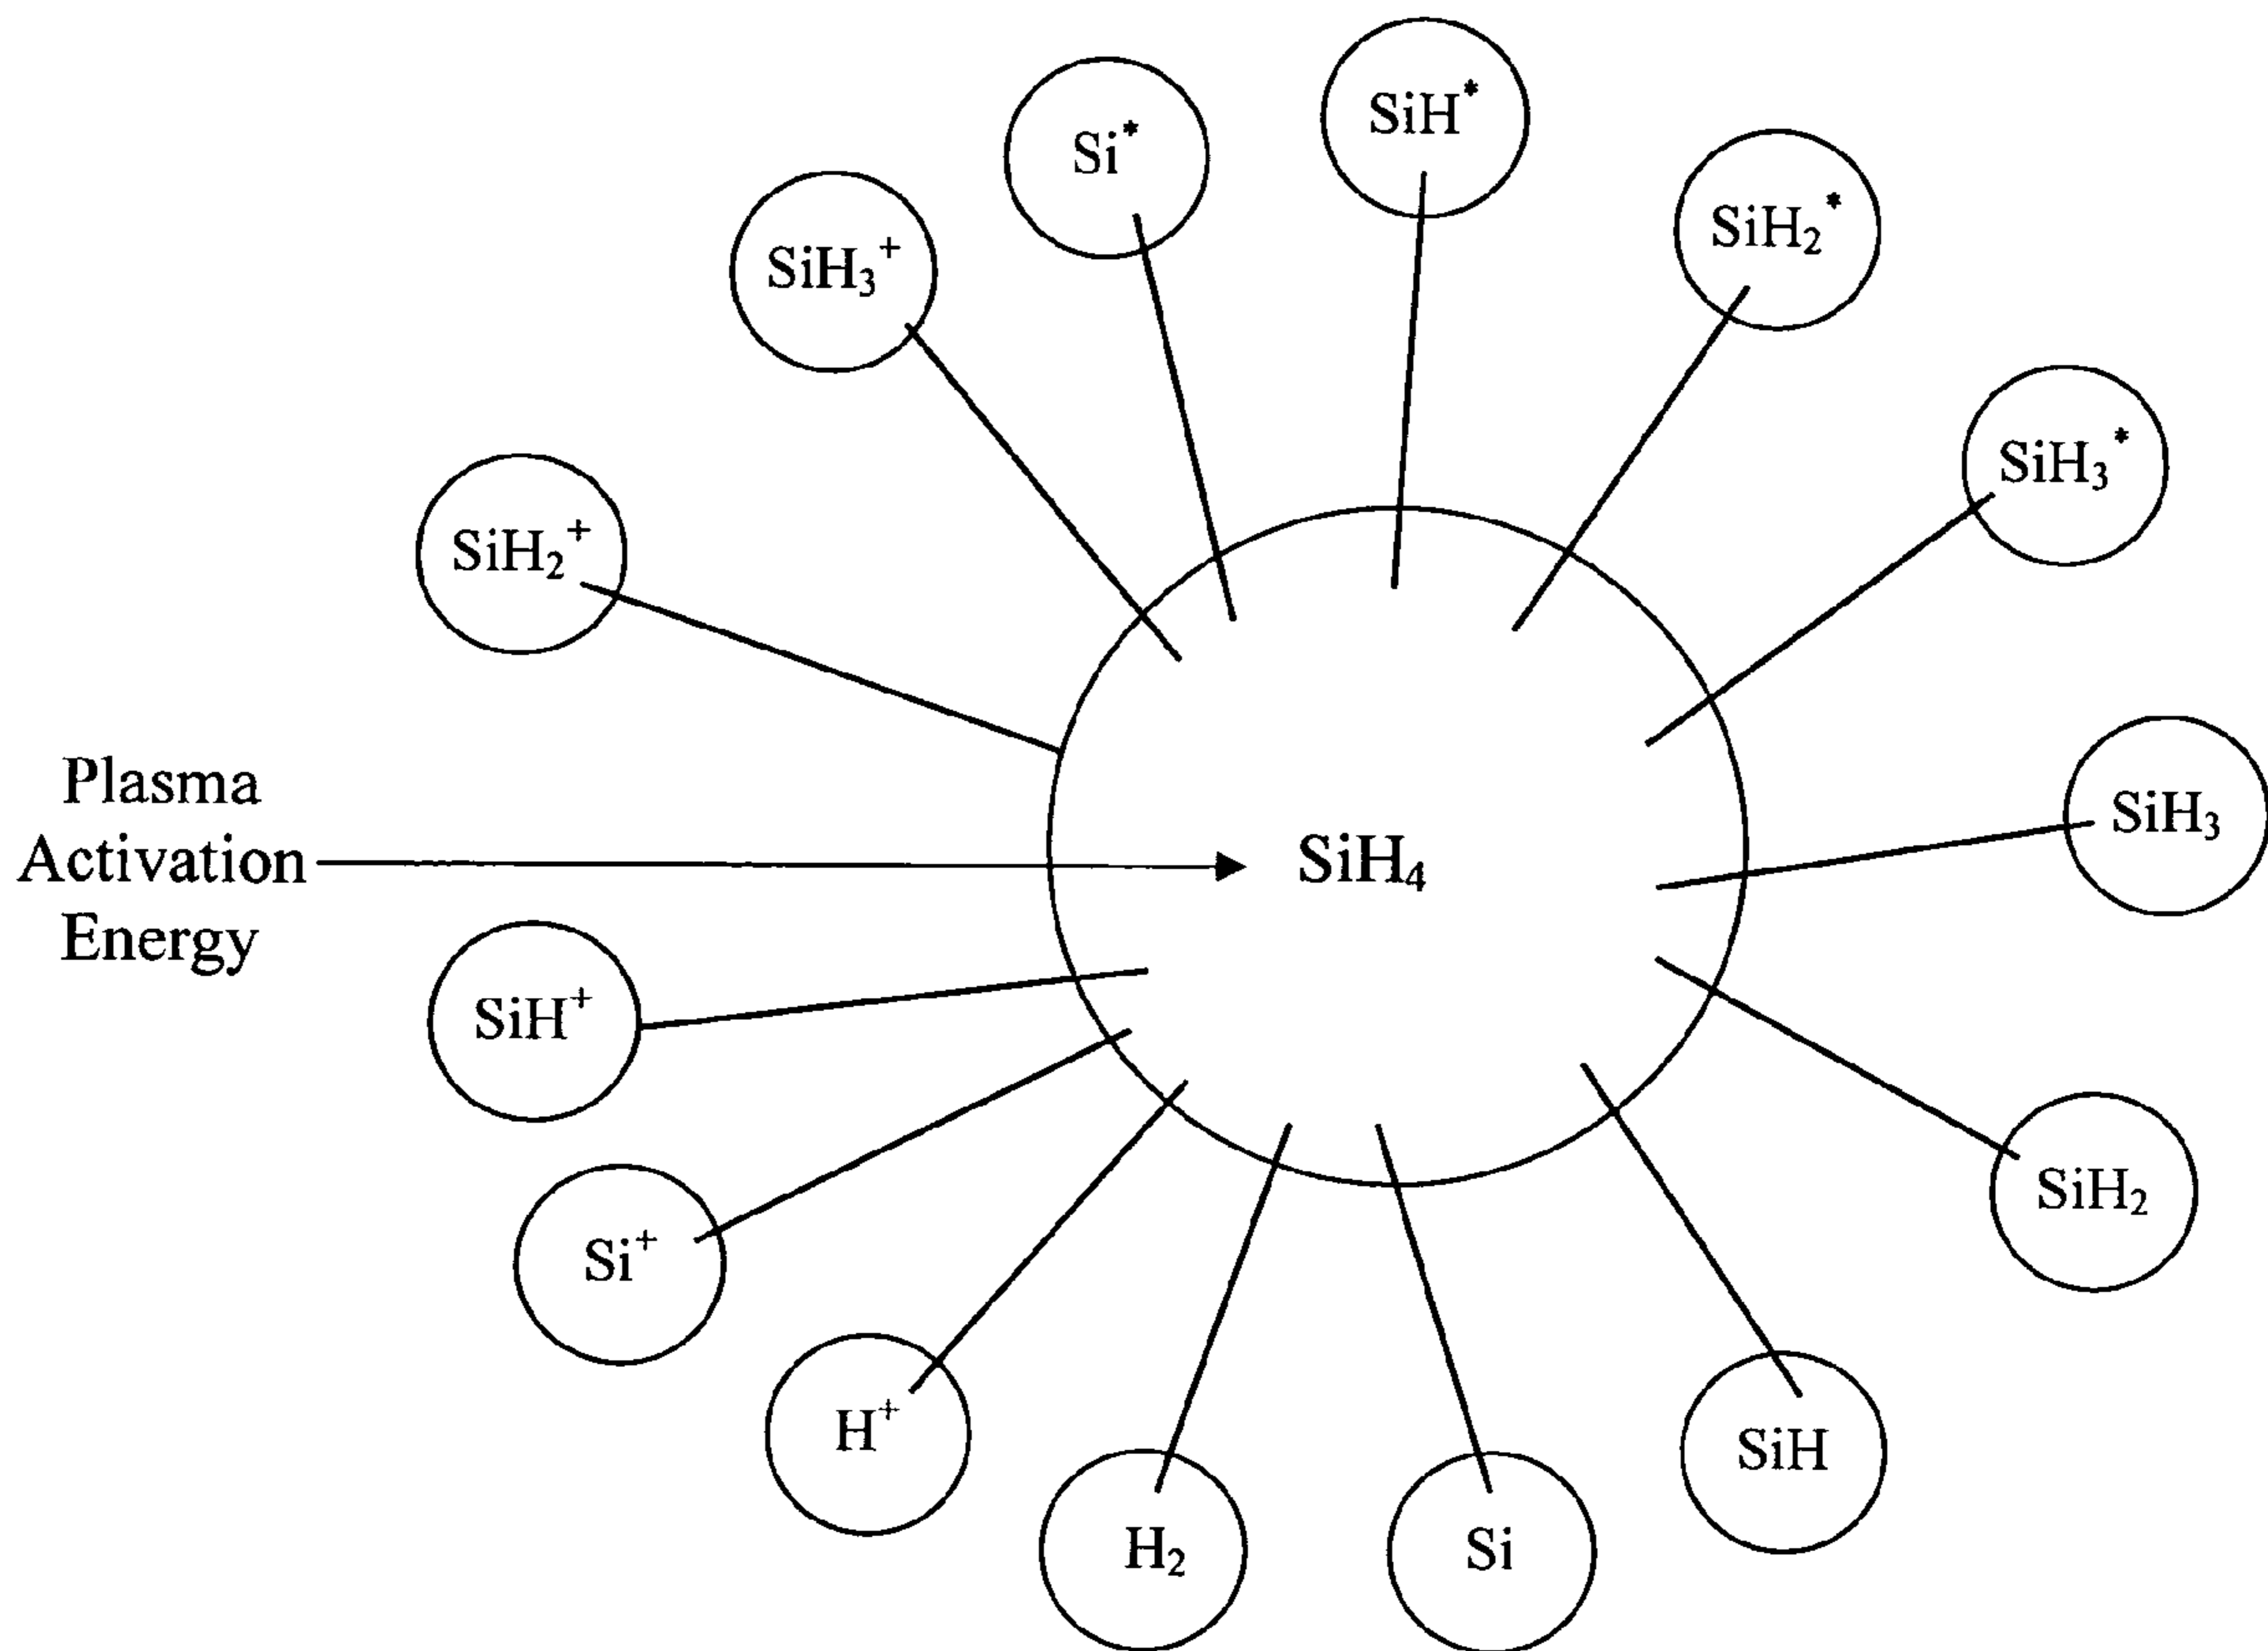 SiH*
Si*
SiH₂*
SiH₃⁺
SiH₃*
SiH₂⁺
Plasma
Activation
Energy
SiH₄
SiH₃
SiH⁺
SiH₂
Si⁺
H⁺
SiH
H₂
Si